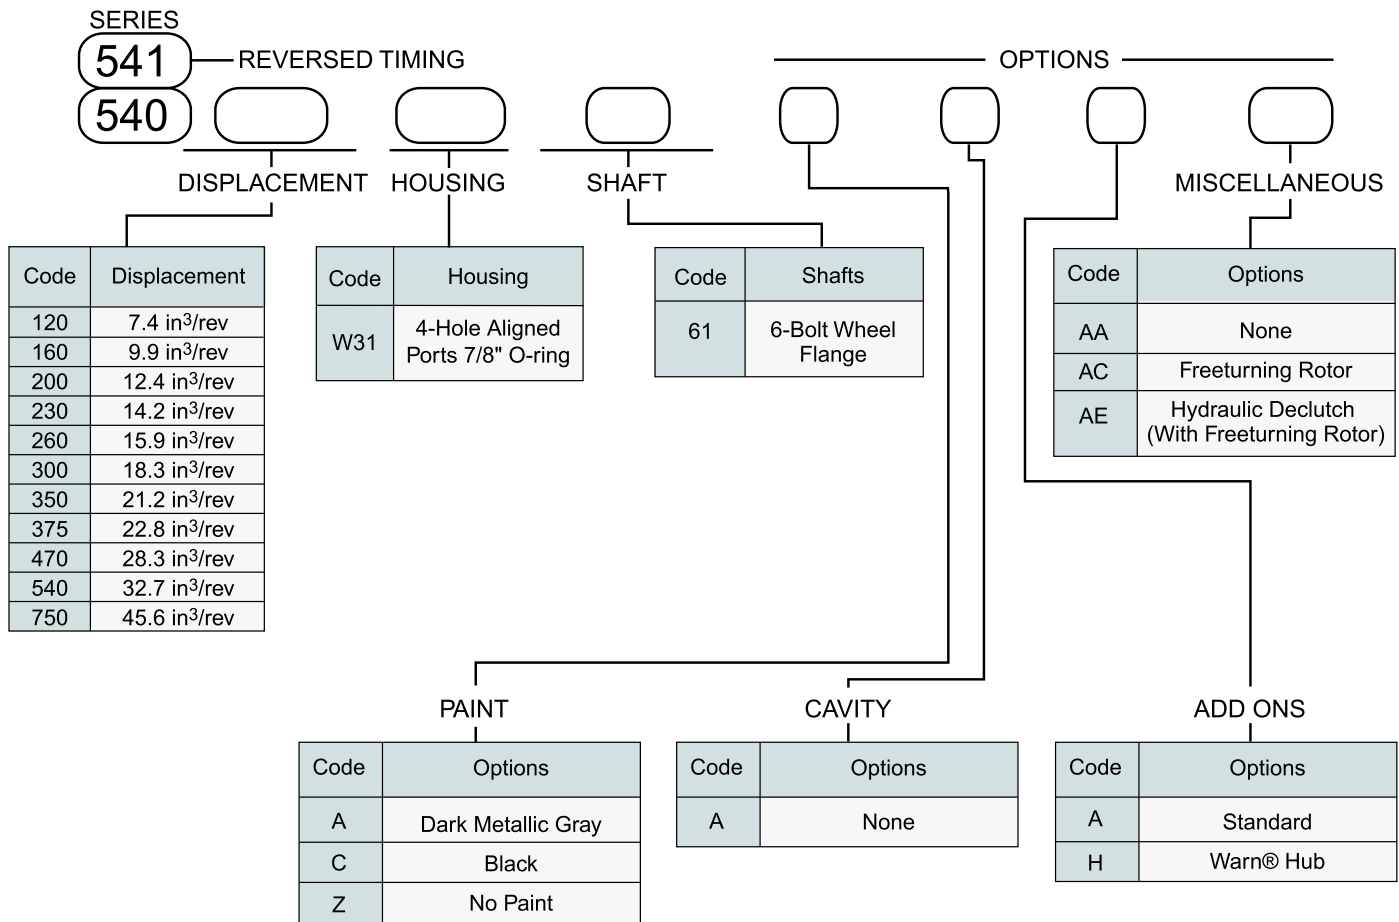 SERIES
541
REVERSED TIMING
OPTIONS
540
DISPLACEMENT
HOUSING
SHAFT
MISCELLANEOUS
Code Displacement
120 7.4 in³/rev
160 9.9 in³/rev
200 12.4 in³/rev
230 14.2 in³/rev
260 15.9 in³/rev
300 18.3 in³/rev
350 21.2 in³/rev
375 22.8 in³/rev
470 28.3 in³/rev
540 32.7 in³/rev
750 45.6 in³/rev
Code Housing
W31 4-Hole Aligned
Ports 7/8" O-ring
Code Shafts
61 6-Bolt Wheel
Flange
Code Options
AA None
AC Freeturning Rotor
AE Hydraulic Declutch
(With Freeturning Rotor)
PAINT
Code Options
A Dark Metallic Gray
C Black
Z No Paint
CAVITY
Code Options
A None
ADD ONS
Code Options
A Standard
H Warn® Hub